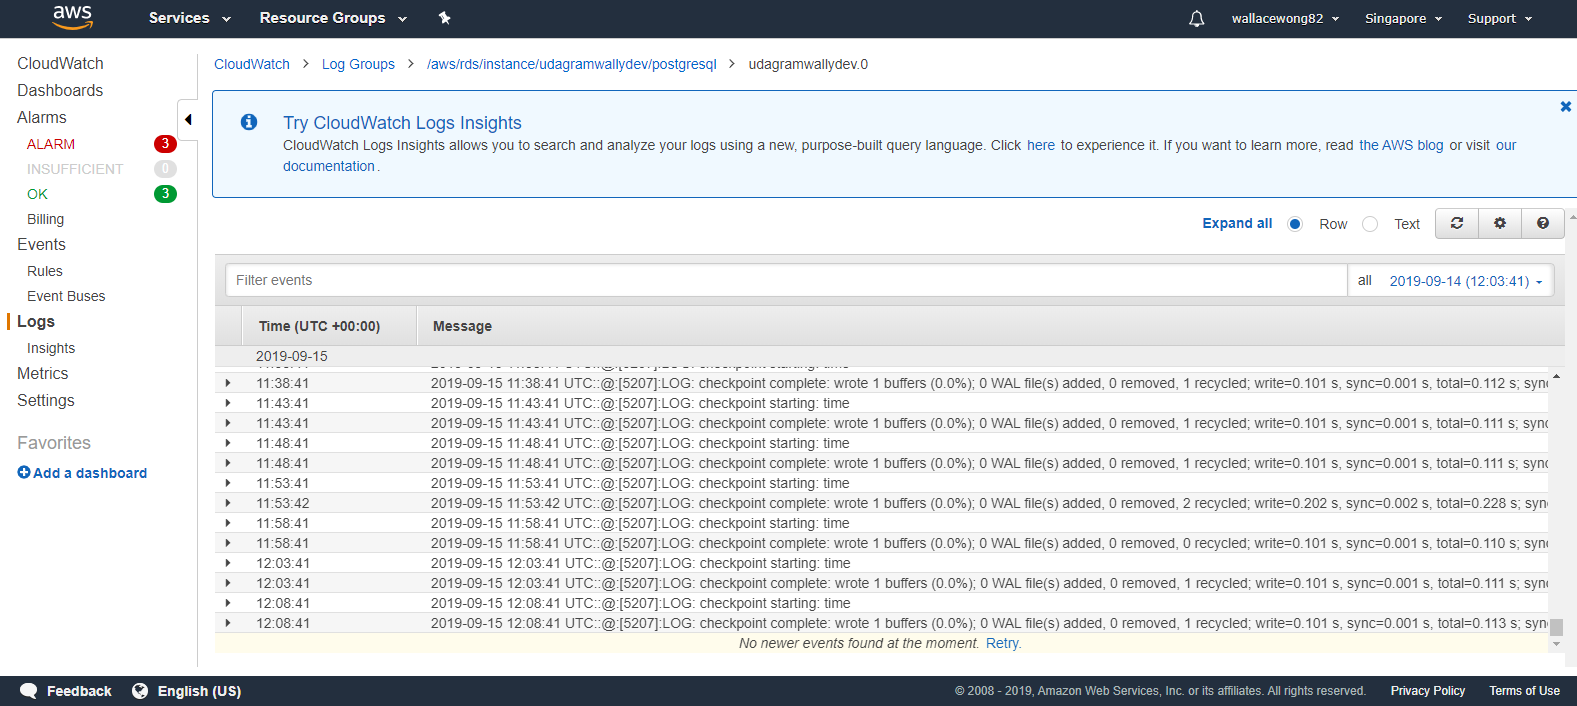 aws Services Resource Groups wallacewong82 Singapore Support
CloudWatch
Dashboards
Alarms
ALARM 3
INSUFFICIENT 0
OK 3
Billing
Events
Rules
Event Buses
Logs
Insights
Metrics
Settings
Favorites
Add a dashboard
CloudWatch > Log Groups > /aws/rds/instance/udagramwallydev/postgresql > udagramwallydev.0
Try CloudWatch Logs Insights
CloudWatch Logs Insights allows you to search and analyze your logs using a new, purpose-built query language. Click here to experience it. If you want to learn more, read the AWS blog or visit our
documentation.
Expand all Row Text
Filter events all 2019-09-14 (12:03:41)
Time (UTC +00:00) Message
2019-09-15
11:38:41 2019-09-15 11:38:41 UTC::@:[5207]:LOG: checkpoint complete: wrote 1 buffers (0.0%); 0 WAL file(s) added, 0 removed, 1 recycled; write=0.101 s, sync=0.001 s, total=0.112 s; sync
11:43:41 2019-09-15 11:43:41 UTC::@:[5207]:LOG: checkpoint starting: time
11:43:41 2019-09-15 11:43:41 UTC::@:[5207]:LOG: checkpoint complete: wrote 1 buffers (0.0%); 0 WAL file(s) added, 0 removed, 1 recycled; write=0.101 s, sync=0.001 s, total=0.111 s; sync
11:48:41 2019-09-15 11:48:41 UTC::@:[5207]:LOG: checkpoint starting: time
11:48:41 2019-09-15 11:48:41 UTC::@:[5207]:LOG: checkpoint complete: wrote 1 buffers (0.0%); 0 WAL file(s) added, 0 removed, 1 recycled; write=0.101 s, sync=0.001 s, total=0.111 s; sync
11:53:41 2019-09-15 11:53:41 UTC::@:[5207]:LOG: checkpoint starting: time
11:53:42 2019-09-15 11:53:42 UTC::@:[5207]:LOG: checkpoint complete: wrote 1 buffers (0.0%); 0 WAL file(s) added, 0 removed, 2 recycled; write=0.202 s, sync=0.002 s, total=0.228 s; syn
11:58:41 2019-09-15 11:58:41 UTC::@:[5207]:LOG: checkpoint starting: time
11:58:41 2019-09-15 11:58:41 UTC::@:[5207]:LOG: checkpoint complete: wrote 1 buffers (0.0%); 0 WAL file(s) added, 0 removed, 0 recycled; write=0.101 s, sync=0.001 s, total=0.110 s; sync
12:03:41 2019-09-15 12:03:41 UTC::@:[5207]:LOG: checkpoint starting: time
12:03:41 2019-09-15 12:03:41 UTC::@:[5207]:LOG: checkpoint complete: wrote 1 buffers (0.0%); 0 WAL file(s) added, 0 removed, 1 recycled; write=0.101 s, sync=0.001 s, total=0.111 s; sync
12:08:41 2019-09-15 12:08:41 UTC::@:[5207]:LOG: checkpoint starting: time
12:08:41 2019-09-15 12:08:41 UTC::@:[5207]:LOG: checkpoint complete: wrote 1 buffers (0.0%); 0 WAL file(s) added, 0 removed, 1 recycled; write=0.101 s, sync=0.001 s, total=0.113 s; syn
No newer events found at the moment. Retry.
Feedback English (US) © 2008 - 2019, Amazon Web Services, Inc. or its affiliates. All rights reserved. Privacy Policy Terms of Use